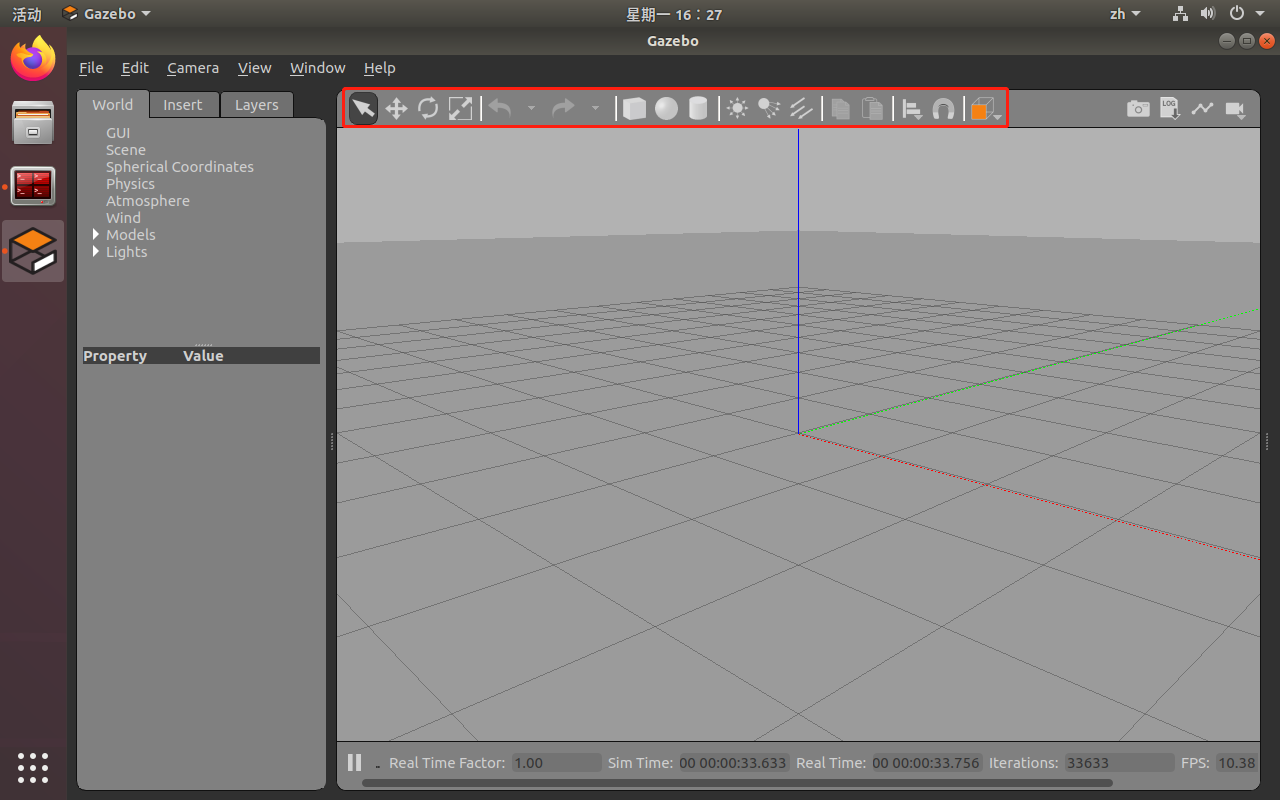 活动 Gazebo 星期一 16：27 zh
Gazebo
File Edit Camera View Window Help
World Insert Layers
LOG
GUI
Scene
Spherical Coordinates
Physics
Atmosphere
Wind
Models
Lights
Property Value
Real Time Factor: 1.00 Sim Time: 00 00:00:33.633 Real Time: 00 00:00:33.756 Iterations: 33633 FPS: 10.38